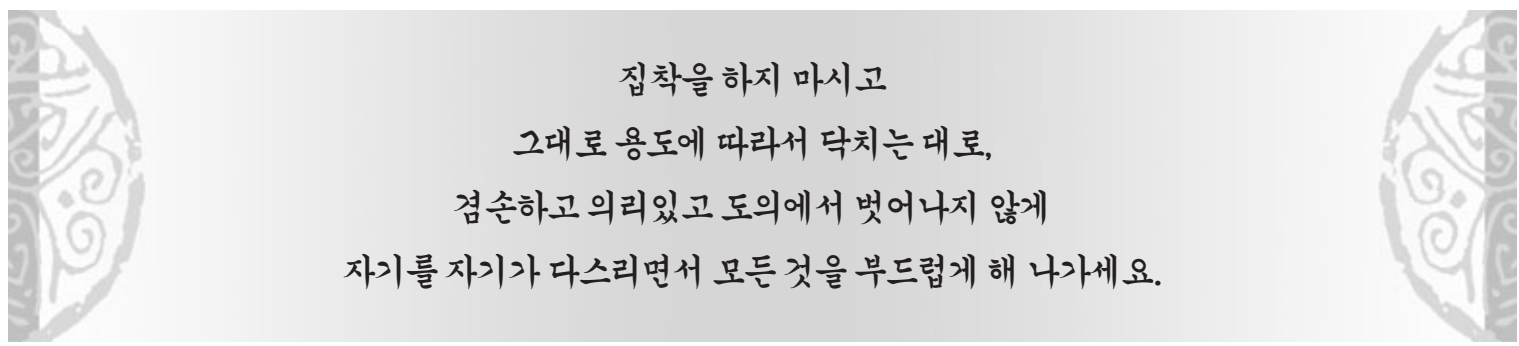 집착을 하지 마시고
그대로 용도에 따라서 닥치는 대로,
겸손하고 의리있고 도의에서 벗어나지 않게
자기를 자기가 다스리면서 모든 것을 부드럽게 해 나가세요.